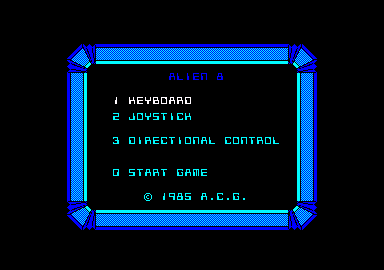 ALIEN 8
1 KEYBOARD
2 JOYSTICK
3 DIRECTIONAL CONTROL
0 START GAME
© 1985 A.C.G.